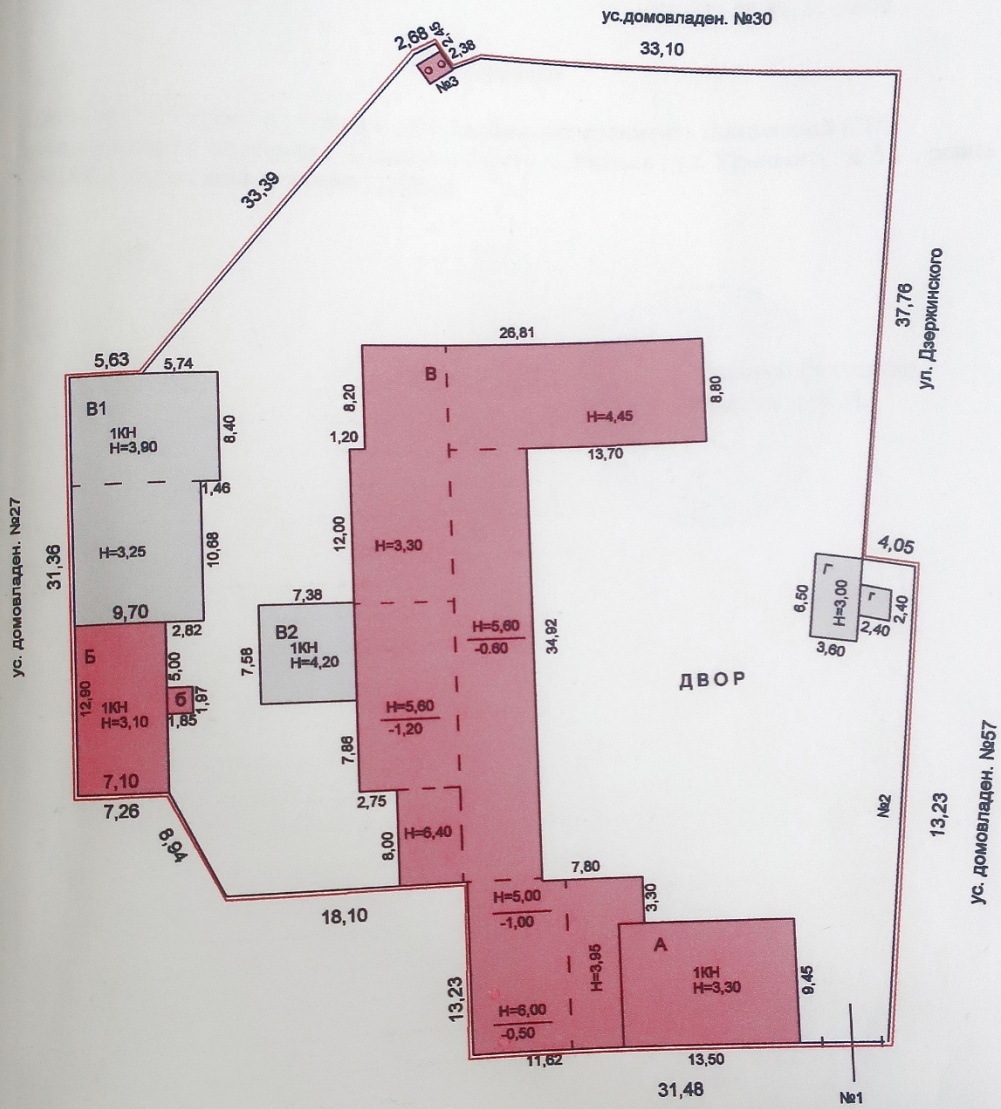 ус.домовладен. №30
2,68
2,45
2,38
33,10
№3
33,39
37,76
ул. Дзержинского
26,81
5,63
5,74
В
8,20
8,80
В1
1КН
Н=3,90
8,40
Н=4,45
1,20
13,70
1,46
ус. домовладен. №27
31,36
Н=3,25
10,68
12,00
Н=3,30
4,05
9,70
2,82
7,38
Г
6,50
Н=3,00
г
2,40
2,40
3,60
В2
1КН
Н=4,20
7,58
Н=5,60
-0.60
34,92
Б
5,00
12,90
1КН
Н=3,10
б
1,97
1,85
ДВОР
Н=5,60
-1,20
7,88
7,10
7,26
2,75
8,94
8,00
Н=6,40
№2
13,23
ус. домовладен. №57
7,80
18,10
Н=5,00
-1,00
3,30
А
Н=3,95
1КН
Н=3,30
9,45
13,23
Н=6,00
-0,50
11,62
13,50
31,48
№1